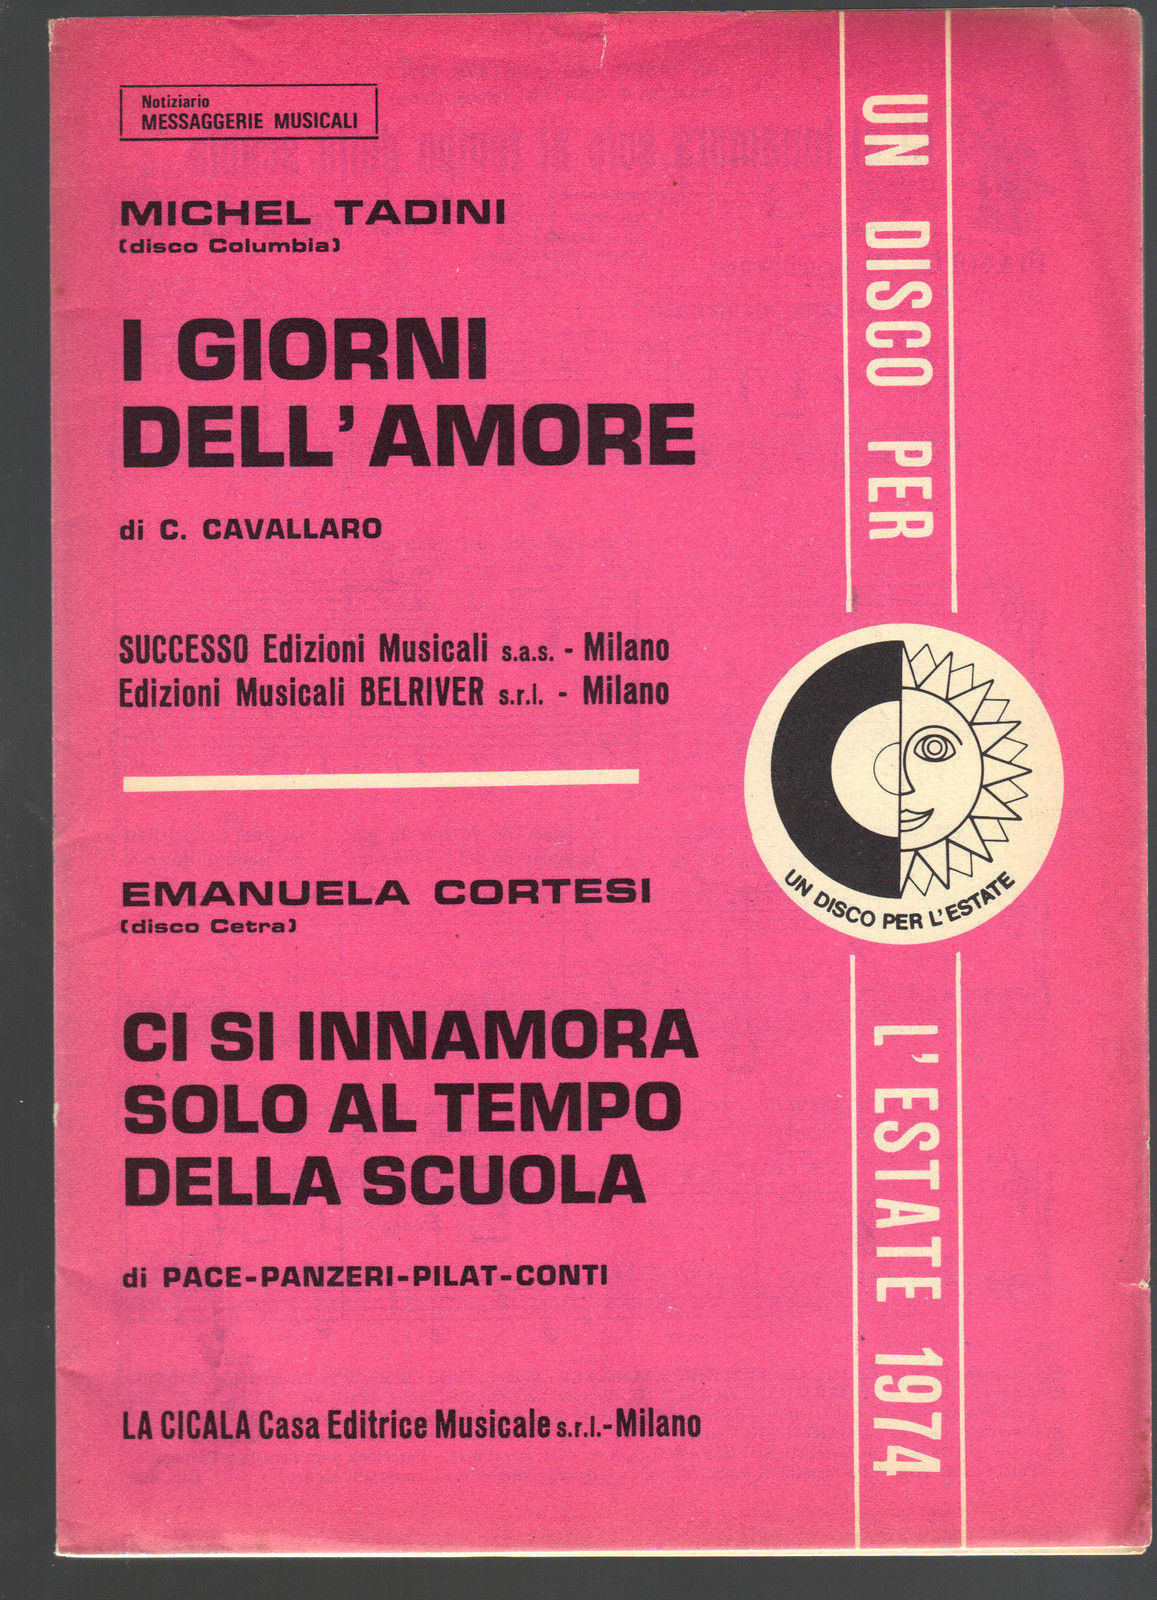 Notiziario
MESSAGGERIE MUSICALI
MICHEL TADINI
(disco Columbia)
I GIORNI
DELL'AMORE
di C. CAVALLARO
SUCCESSO Edizioni Musicali s.a.s. - Milano
Edizioni Musicali BELRIVER s.r.l. - Milano
EMANUELA CORTESI
(disco Cetra)
CI SI INNAMORA
SOLO AL TEMPO
DELLA SCUOLA
di PACE-PANZERI-PILAT-CONTI
LA CICALA Casa Editrice Musicale s.r.l.-Milano
UN DISCO PER
UN DISCO PER L'ESTATE
L'ESTATE 1974